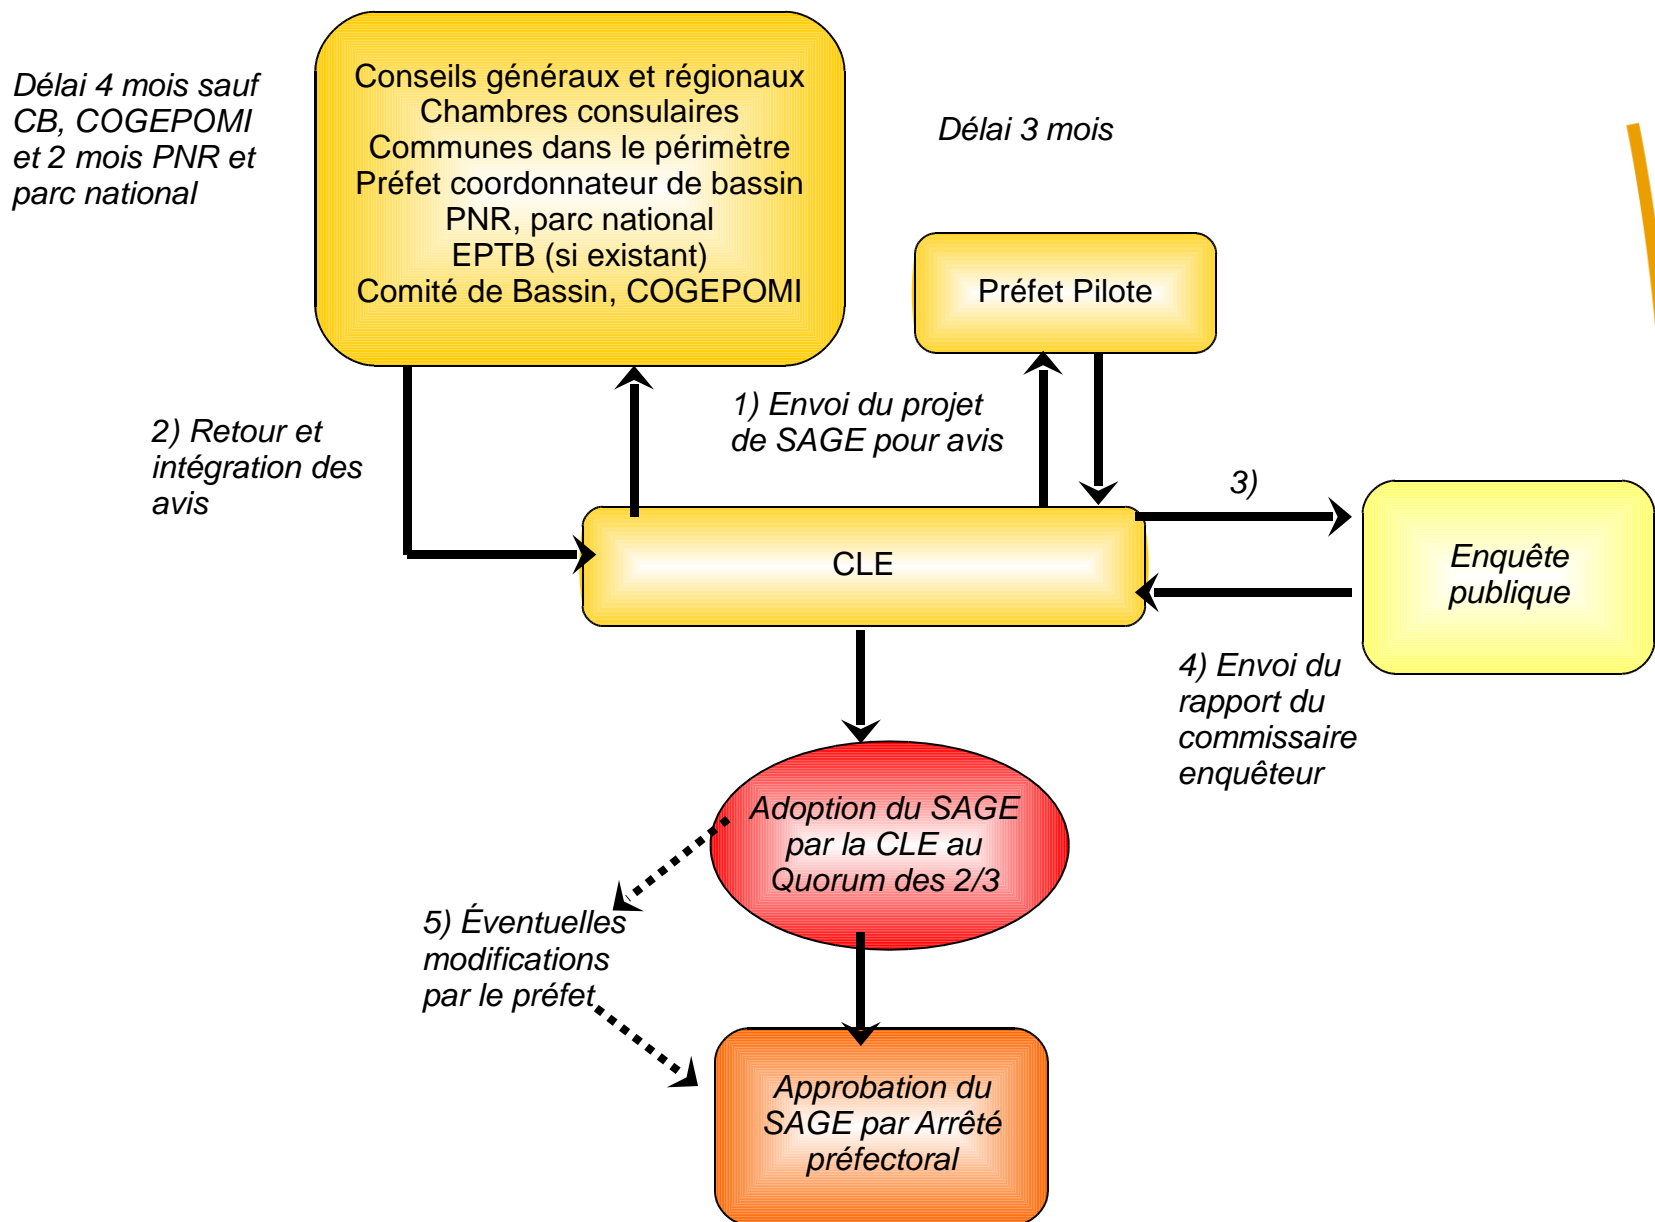 Délai 4 mois sauf
CB, COGEPOMI
et 2 mois PNR et
parc national
Conseils généraux et régionaux
Chambres consulaires
Communes dans le périmètre
Préfet coordonnateur de bassin
PNR, parc national
EPTB (si existant)
Comité de Bassin, COGEPOMI
Délai 3 mois
Préfet Pilote
1) Envoi du projet
de SAGE pour avis
2) Retour et
intégration des
avis
3)
CLE
Enquête
publique
4) Envoi du
rapport du
commissaire
enquêteur
Adoption du SAGE
par la CLE au
Quorum des 2/3
5) Éventuelles
modifications
par le préfet
Approbation du
SAGE par Arrêté
préfectoral